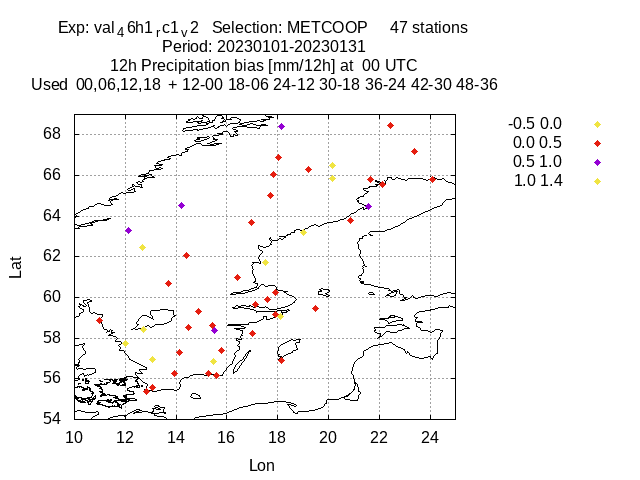 Exp: val46h1rc1v2 Selection: METCOOP 47 stations
Period: 20230101-20230131
12h Precipitation bias [mm/12h] at 00 UTC
Used 00,06,12,18 + 12-00 18-06 24-12 30-18 36-24 42-30 48-36
-0.5 0.0
0.0 0.5
0.5 1.0
1.0 1.4
68
66
64
62
60
58
56
54
Lat
10 12 14 16 18 20 22 24
Lon